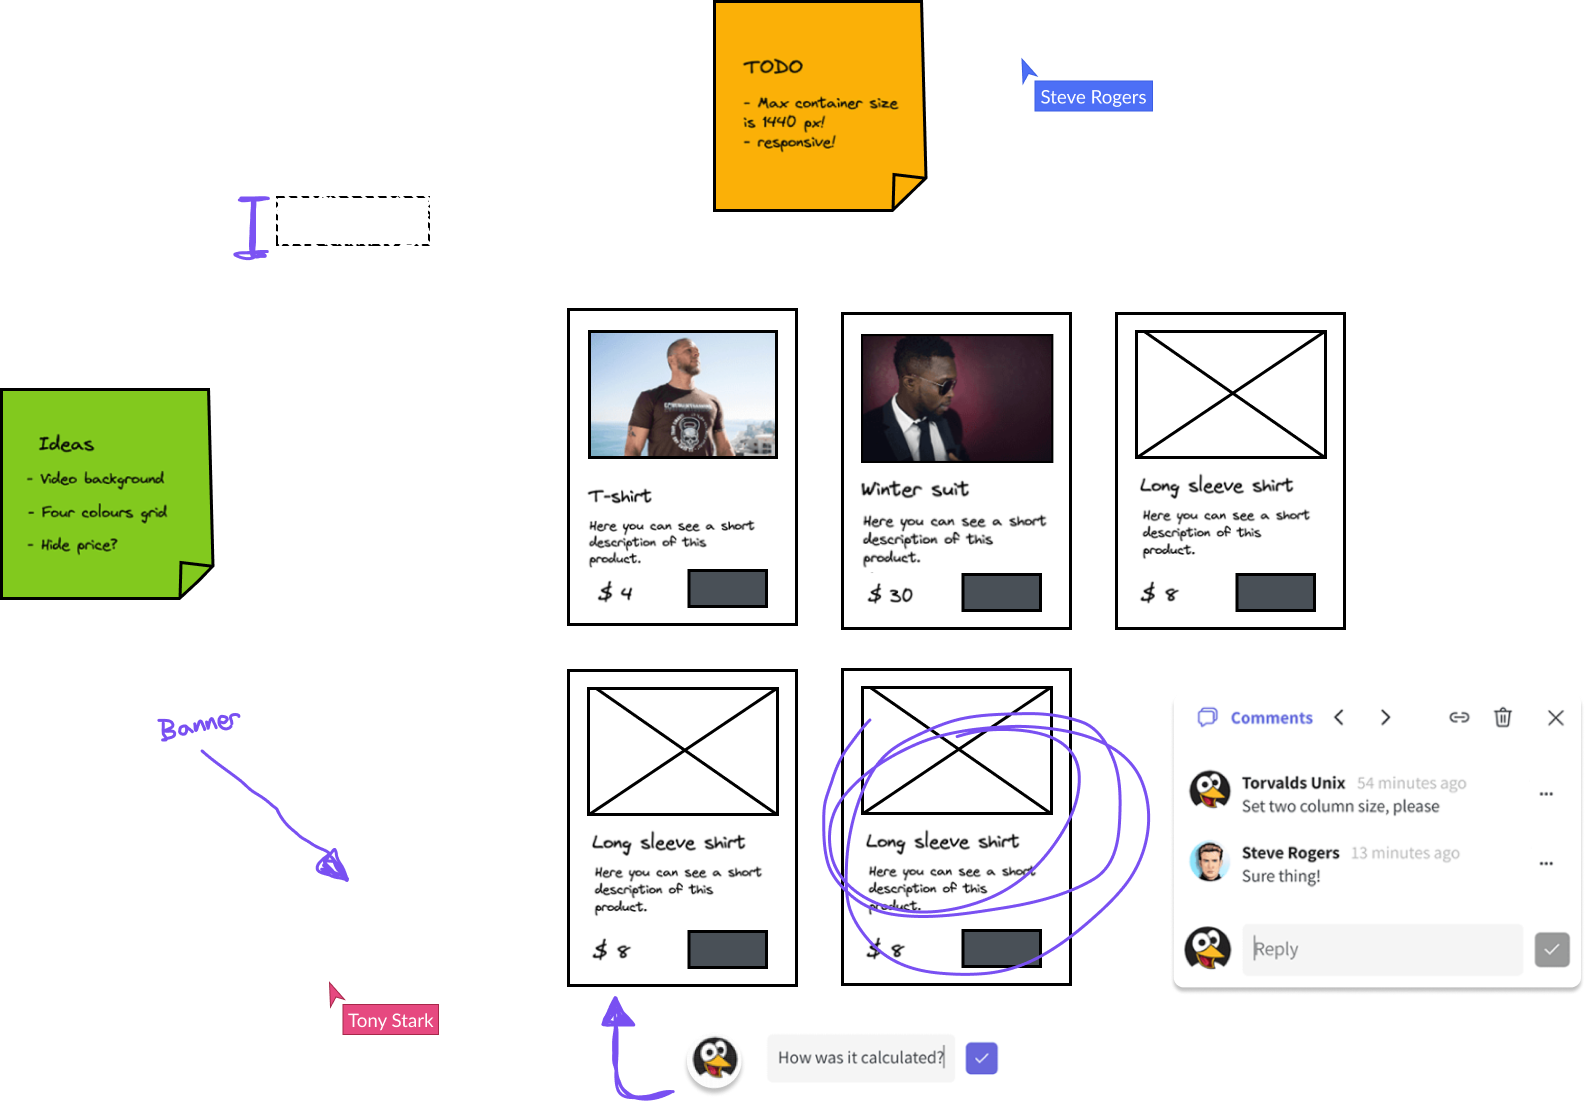 TODO
- Max container size
is 1440 px!
- responsive!
Steve Rogers
Ideas
- Video background
- Four colours grid
- Hide price?
T-shirt
Here you can see a short
description of this
product.
$ 4
Winter suit
Here you can see a short
description of this
product.
$ 30
Long sleeve shirt
Here you can see a short
description of this
product.
$ 8
Banner
Long sleeve shirt
Here you can see a short
description of this
product.
$ 8
Long sleeve shirt
Here you can see a short
description of this
product.
$ 8
Comments
Torvalds Unix 54 minutes ago
Set two column size, please
Steve Rogers 13 minutes ago
Sure thing!
Reply
Tony Stark
How was it calculated?